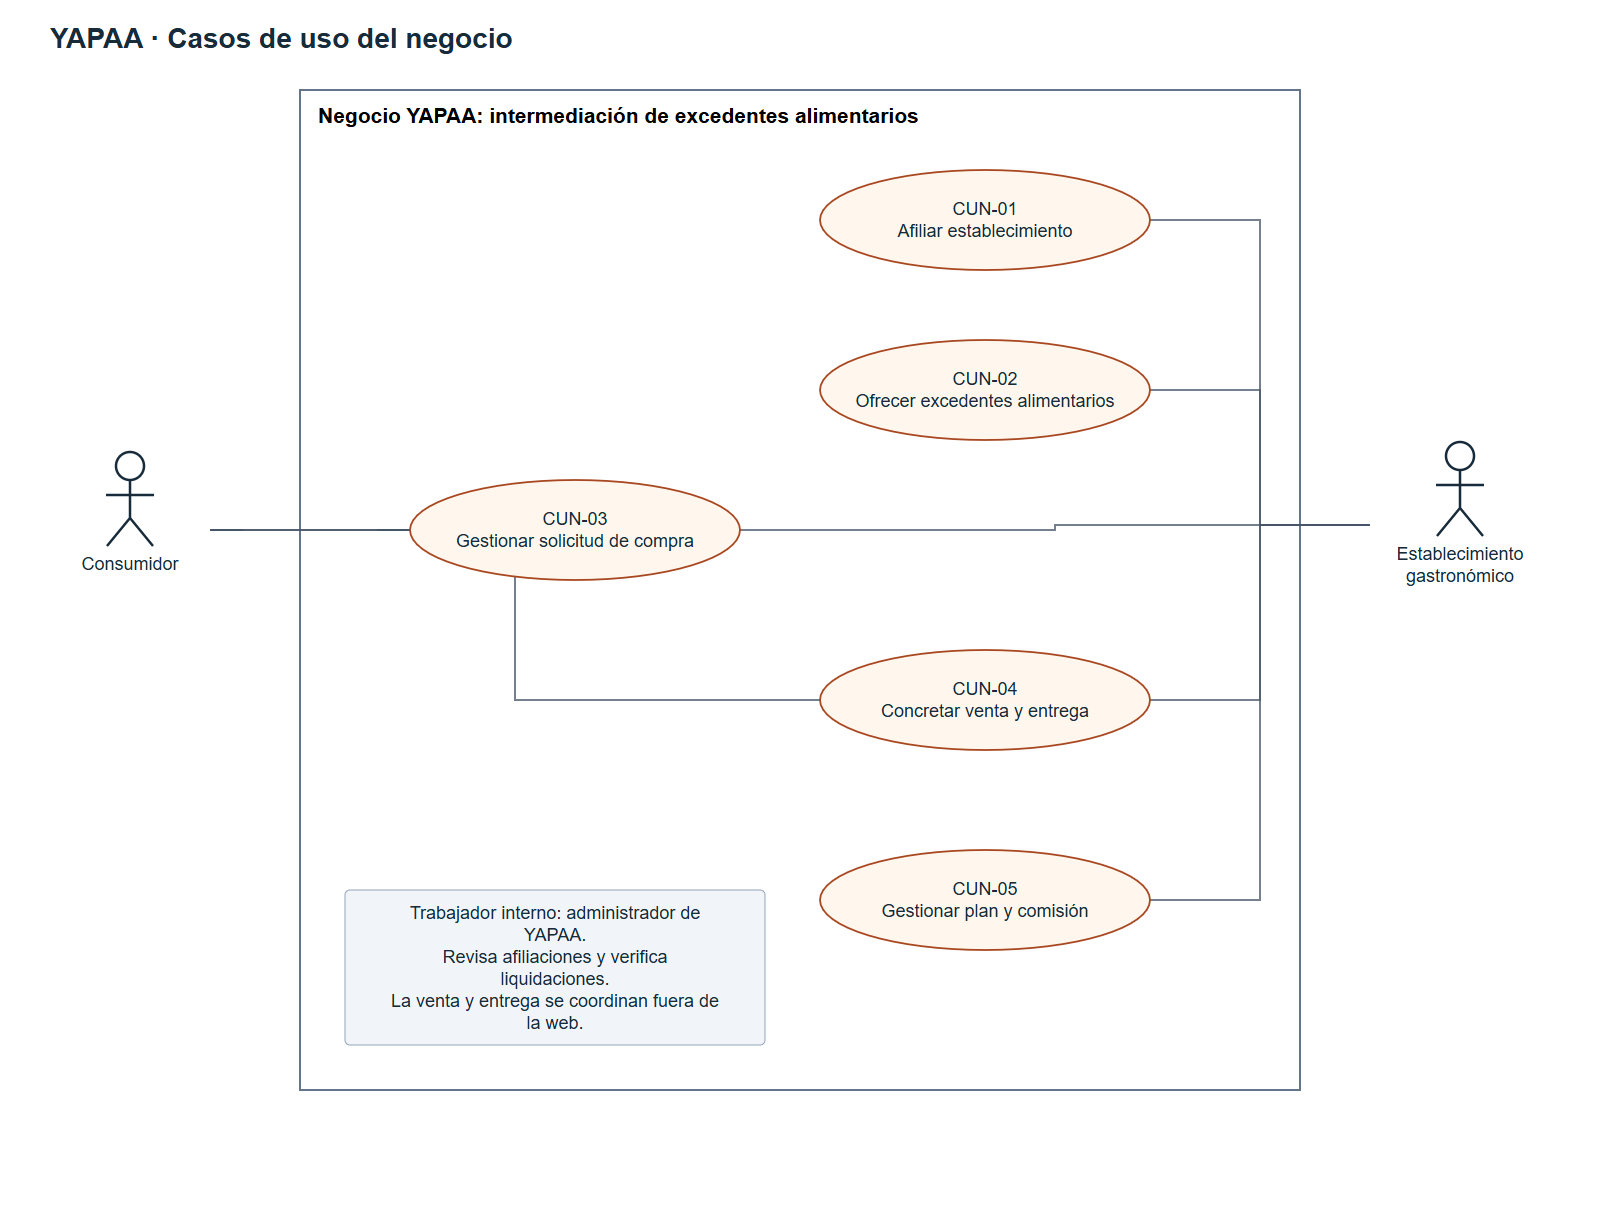 YAPAA · Casos de uso del negocio
Negocio YAPAA: intermediación de excedentes alimentarios
CUN-01
Afiliar establecimiento
CUN-02
Ofrecer excedentes alimentarios
CUN-03
Gestionar solicitud de compra
Consumidor
Establecimiento
gastronómico
CUN-04
Concretar venta y entrega
CUN-05
Gestionar plan y comisión
Trabajador interno: administrador de
YAPAA.
Revisa afiliaciones y verifica
liquidaciones.
La venta y entrega se coordinan fuera de
la web.